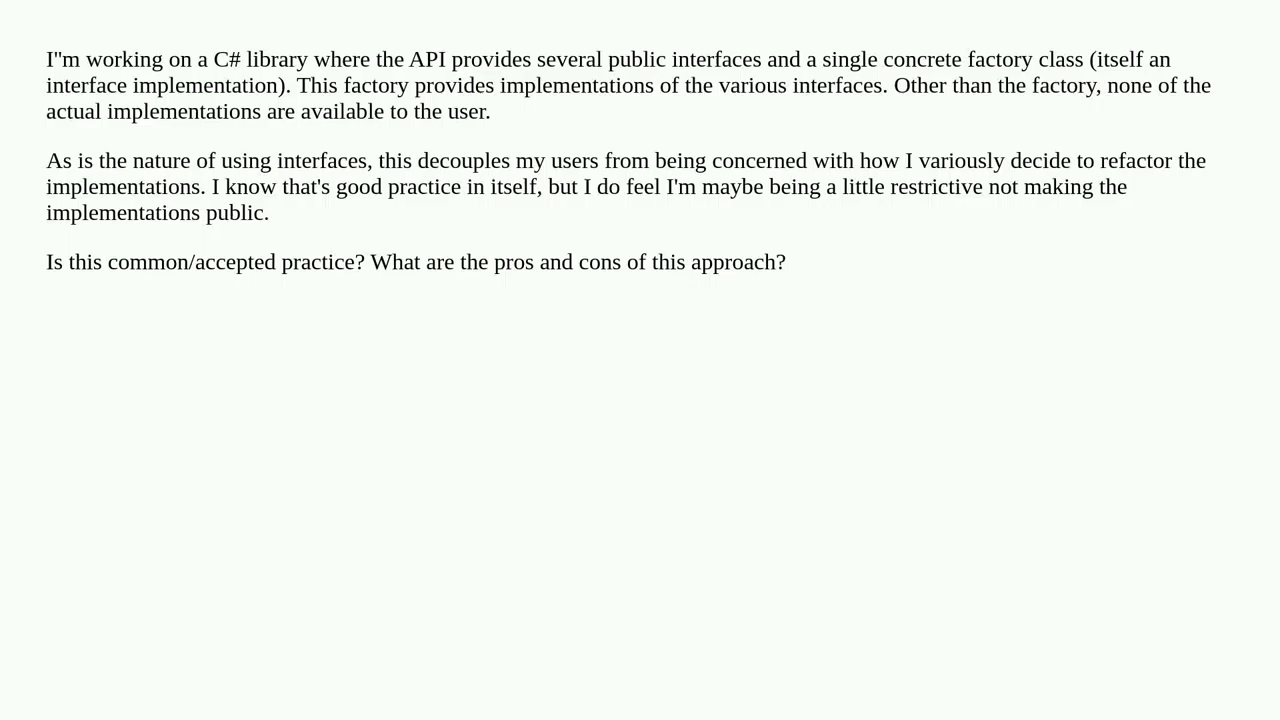 I"m working on a C# library where the API provides several public interfaces and a single concrete factory class (itself an
interface implementation). This factory provides implementations of the various interfaces. Other than the factory, none of the
actual implementations are available to the user.
As is the nature of using interfaces, this decouples my users from being concerned with how I variously decide to refactor the
implementations. I know that's good practice in itself, but I do feel I'm maybe being a little restrictive not making the
implementations public.
Is this common/accepted practice? What are the pros and cons of this approach?